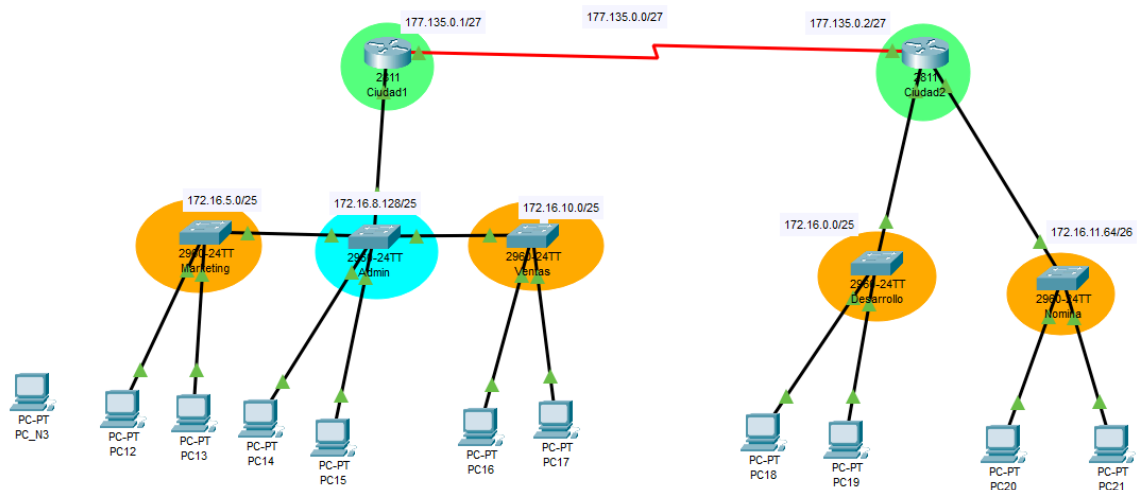 177.135.0.1/27
177.135.0.0/27
177.135.0.2/27
2811
Ciudad1
2811
Ciudad2
172.16.5.0/25
172.16.8.128/25
172.16.10.0/25
172.16.0.0/25
172.16.11.64/26
2960-24TT
Marketing
2960-24TT
Admin
2960-24TT
Ventas
2960-24TT
Desarrollo
2960-24TT
Nomina
PC-PT
PC_N3
PC-PT
PC12
PC-PT
PC13
PC-PT
PC14
PC-PT
PC15
PC-PT
PC16
PC-PT
PC17
PC-PT
PC18
PC-PT
PC19
PC-PT
PC20
PC-PT
PC21